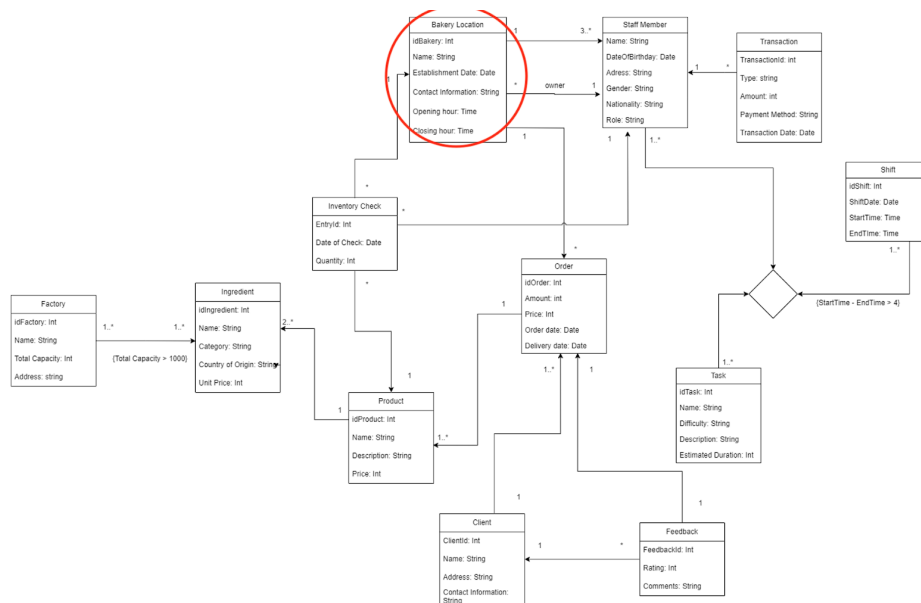 Bakery Location
idBakery: Int
Name: String
Establishment Date: Date
Contact Information: String
Opening hour: Time
Closing hour: Time
1
3..*
*
owner
1
1
1
Staff Member
Name: String
DateOfBirthday: Date
Adress: String
Gender: String
Nationality: String
Role: String
1
*
1
1..*
Transaction
TransactionId: int
Type: string
Amount: int
Payment Method: String
Transaction Date: Date
Shift
idShift: Int
ShiftDate: Date
StartTime: Time
EndTIme: Time
1..*
{StartTime - EndTime > 4}
*
Inventory Check
EntryId: Int
Date of Check: Date
Quantity: Int
*
*
*
Order
idOrder: Int
Amount: int
Price: Int
Order date: Date
Delivery date: Date
1
1..*
1
Factory
idFactory: Int
Name: String
Total Capacity: Int
Address: string
1..*
1..*
{Total Capacity > 1000}
Ingredient
idIngredient: Int
Name: String
Category: String
Country of Origin: String
Unit Price: Int
2..*
1
1
1..*
Product
idProduct: Int
Name: String
Description: String
Price: Int
1..*
Task
idTask: Int
Name: String
Difficulty: String
Description: String
Estimated Duration: Int
1
1
Client
ClientId: Int
Name: String
Address: String
Contact Information:
String
1
*
Feedback
FeedbackId: Int
Rating: Int
Comments: String